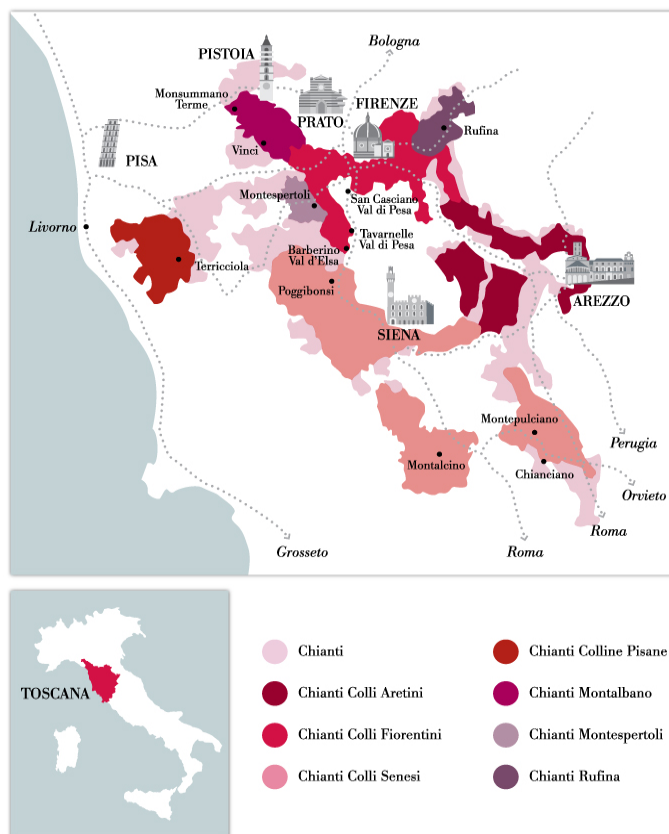 Bologna
PISTOIA
Monsummano
Terme
PRATO
FIRENZE
Rufina
Vinci
PISA
Montespertoli
San Casciano
Val di Pesa
Livorno
Tavarnelle
Val di Pesa
Barberino
Val d'Elsa
Terricciola
Poggibonsi
AREZZO
SIENA
Montepulciano
Perugia
Montalcino
Chianciano
Orvieto
Roma
Grosseto
Roma
TOSCANA
Chianti
Chianti Colli Aretini
Chianti Colli Fiorentini
Chianti Colli Senesi
Chianti Colline Pisane
Chianti Montalbano
Chianti Montespertoli
Chianti Rufina